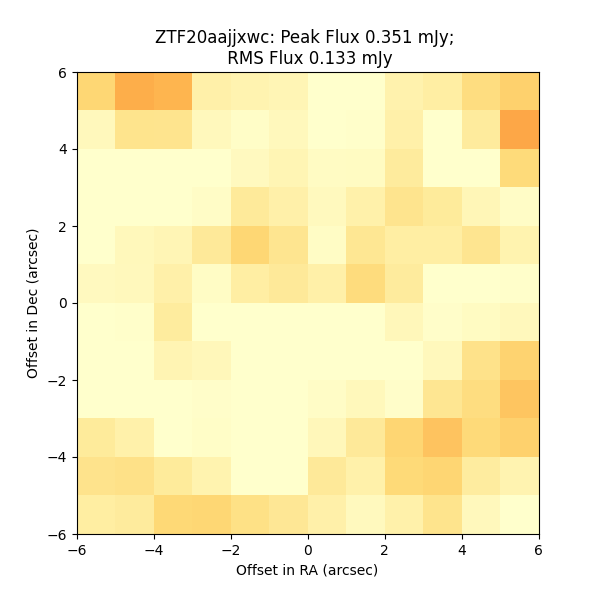 ZTF20aajjxwc: Peak Flux 0.351 mJy;
RMS Flux 0.133 mJy
6
4
2
0
−2
−4
−6
Offset in Dec (arcsec)
−6 −4 −2 0 2 4 6
Offset in RA (arcsec)